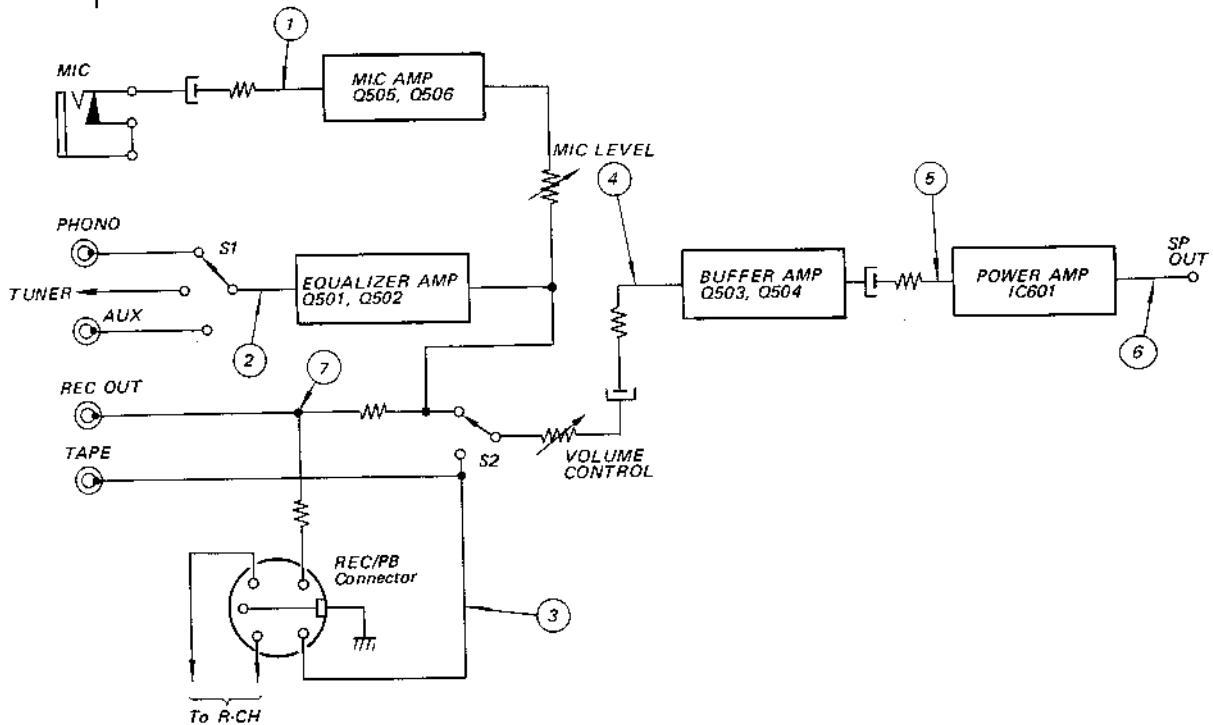 1
MIC
MIC AMP
Q505, Q506
MIC LEVEL
4
5
PHONO
S1
SP
OUT
EQUALIZER AMP
Q501, Q502
BUFFER AMP
Q503, Q504
POWER AMP
IC601
TUNER
AUX
2
6
7
REC OUT
S2
VOLUME
CONTROL
TAPE
REC/PB
Connector
3
To R-CH